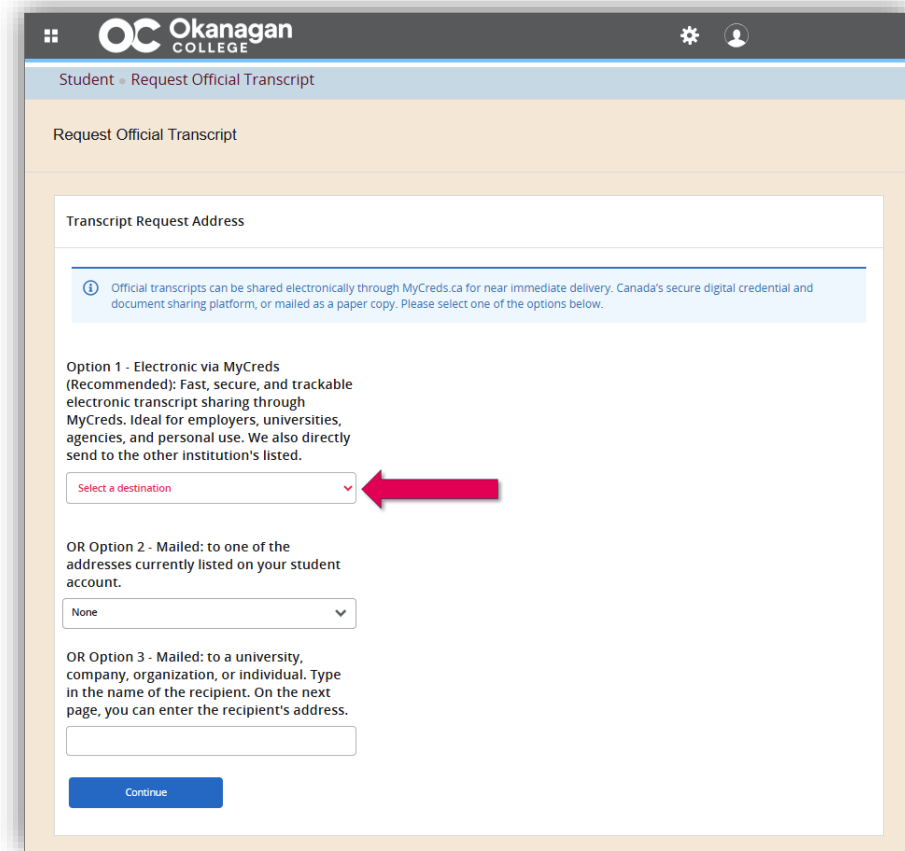 OC Okanagan
COLLEGE
Student • Request Official Transcript
Request Official Transcript
Transcript Request Address
Official transcripts can be shared electronically through MyCreds.ca for near immediate delivery. Canada's secure digital credential and
document sharing platform, or mailed as a paper copy. Please select one of the options below.
Option 1 - Electronic via MyCreds
(Recommended): Fast, secure, and trackable
electronic transcript sharing through
MyCreds. Ideal for employers, universities,
agencies, and personal use. We also directly
send to the other institution's listed.
Select a destination
OR Option 2 - Mailed: to one of the
addresses currently listed on your student
account.
None
OR Option 3 - Mailed: to a university,
company, organization, or individual. Type
in the name of the recipient. On the next
page, you can enter the recipient's address.
Continue